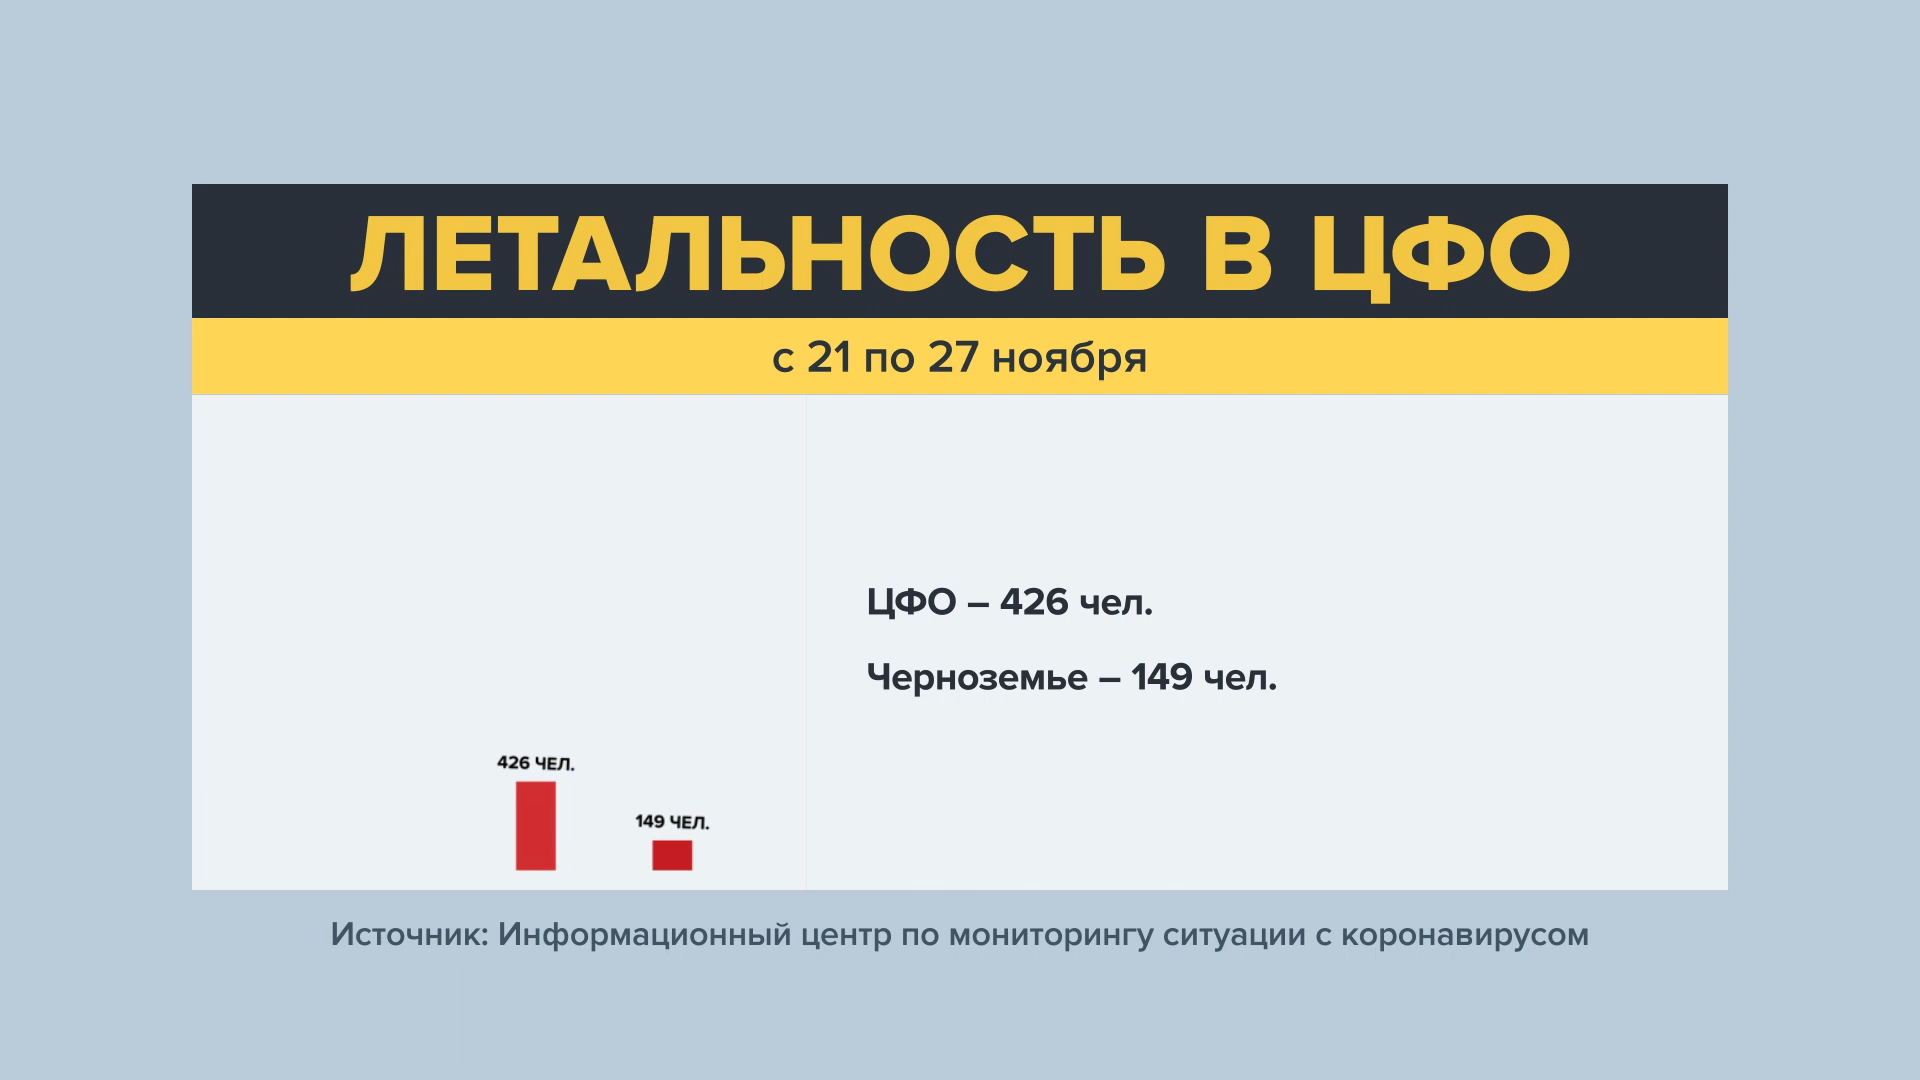 ЛЕТАЛЬНОСТЬ В ЦФО
с 21 по 27 ноября
ЦФО – 426 чел.
Черноземье – 149 чел.
426 ЧЕЛ.
149 ЧЕЛ.
Источник: Информационный центр по мониторингу ситуации с коронавирусом